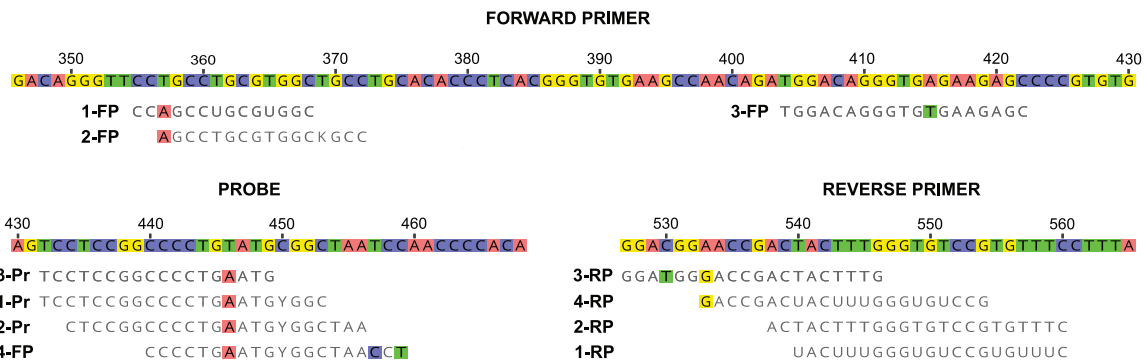 FORWARD PRIMER
350 360 370 380 390 400 410 420 430
GACAGGGTTCCTGCCTGCGTGGCTGCCTGCACACCCTCACGGGTGTGAAGCCAACAGATGGACAGGGTGAGAAGAGCCCCGTGTG
1-FP CCAGCCUGCGUGGC
3-FP TGGACAGGGTGTGAAGAGC
2-FP AGCCTGCGTGGCKGCC
PROBE
430 440 450 460
AGTCCTCCGGCCCCTGTATGCGGCTAATCCAACCCCACA
3-Pr TCCTCCGGCCCCTGAATG
1-Pr TCCTCCGGCCCCTGAATGYGGC
2-Pr CTCCGGCCCCTGAATGYGGCTAA
4-FP CCCCTGAATGYGGCTAACCT
REVERSE PRIMER
530 540 550 560
GGACGGAACCGACTACTTTGGGTGTCCGTGTTTCCTTTA
3-RP GGATGGGACCGACTACTTTG
4-RP GACCGACUACUUUGGGUGUCCG
2-RP ACTACTTTGGGTGTCCGTGTTTC
1-RP UACUUUGGGUGUCCGUGUUUC